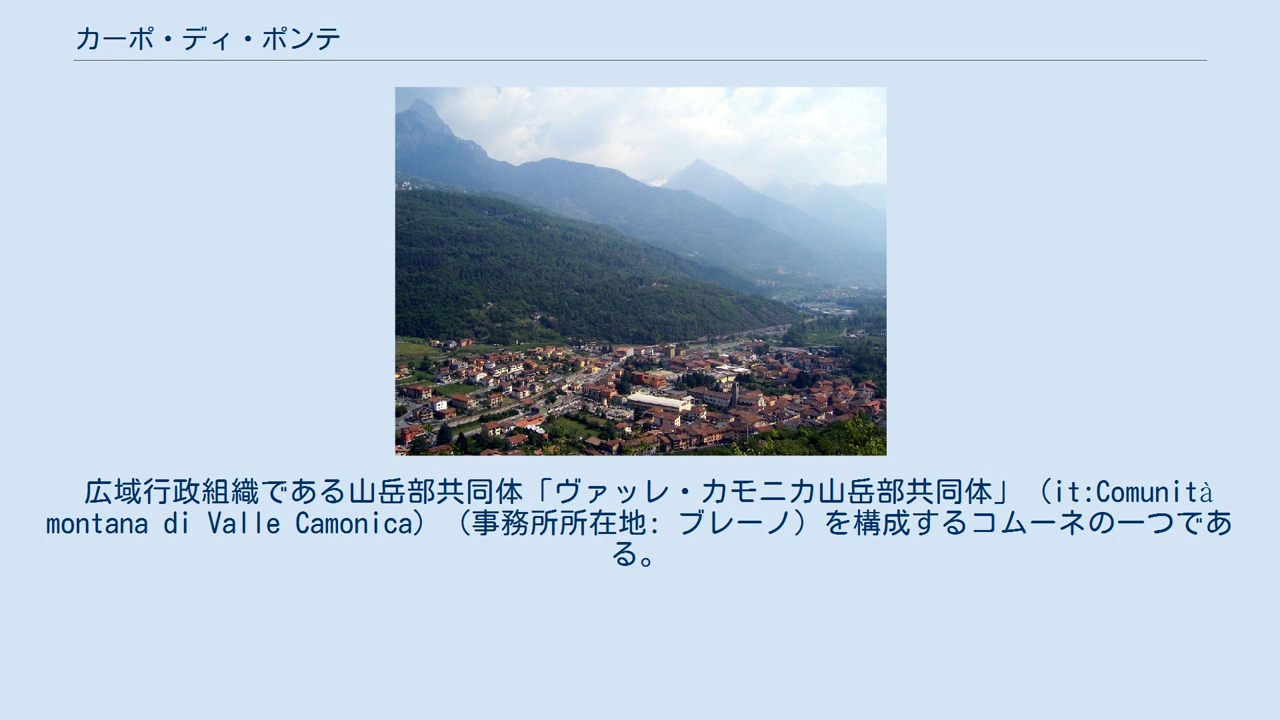 カーポ・ディ・ポンテ
広域行政組織である山岳部共同体「ヴァッレ・カモニカ山岳部共同体」（it:Comunità
montana di Valle Camonica）（事務所所在地: ブレーノ）を構成するコムーネの一つであ
る。